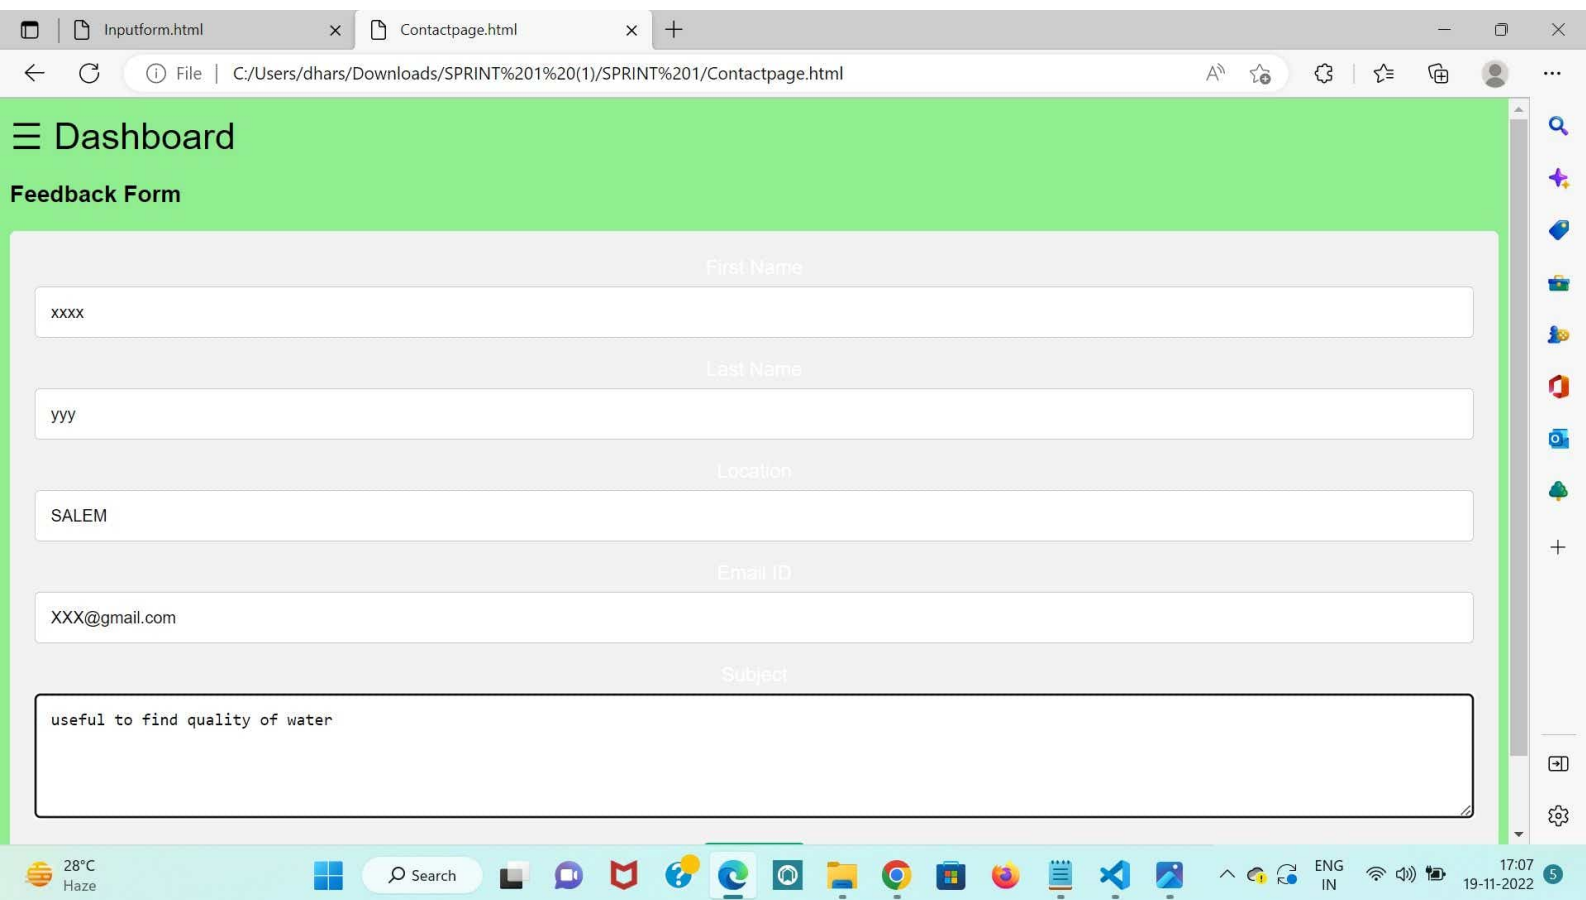 Inputform.html
Contactpage.html
File | C:/Users/dhars/Downloads/SPRINT%201%20(1)/SPRINT%201/Contactpage.html
☰ Dashboard
Feedback Form
First Name
xxxx
Last Name
yyy
Location
SALEM
Email ID
XXX@gmail.com
Subject
useful to find quality of water
28°C
Haze
Search
ENG
IN
17:07
19-11-2022
5